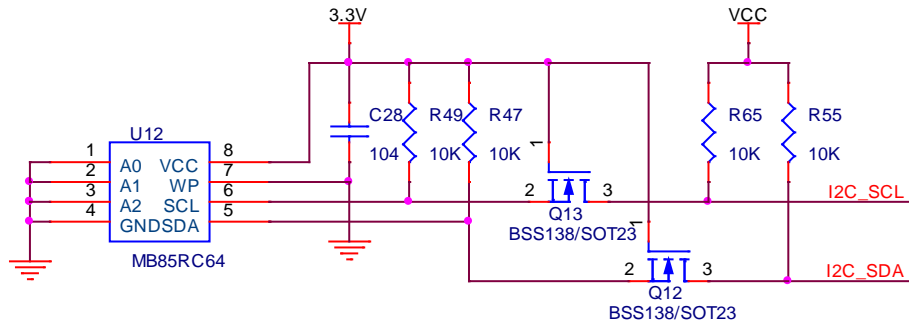 3.3V
VCC
C28
R49
R47
R65
R55
U12
104
10K
10K
10K
10K
1
A0
VCC
8
1
2
A1
WP
7
3
A2
SCL
6
2
3
I2C_SCL
4
GND
SDA
5
Q13
BSS138/SOT23
1
MB85RC64
2
3
I2C_SDA
Q12
BSS138/SOT23